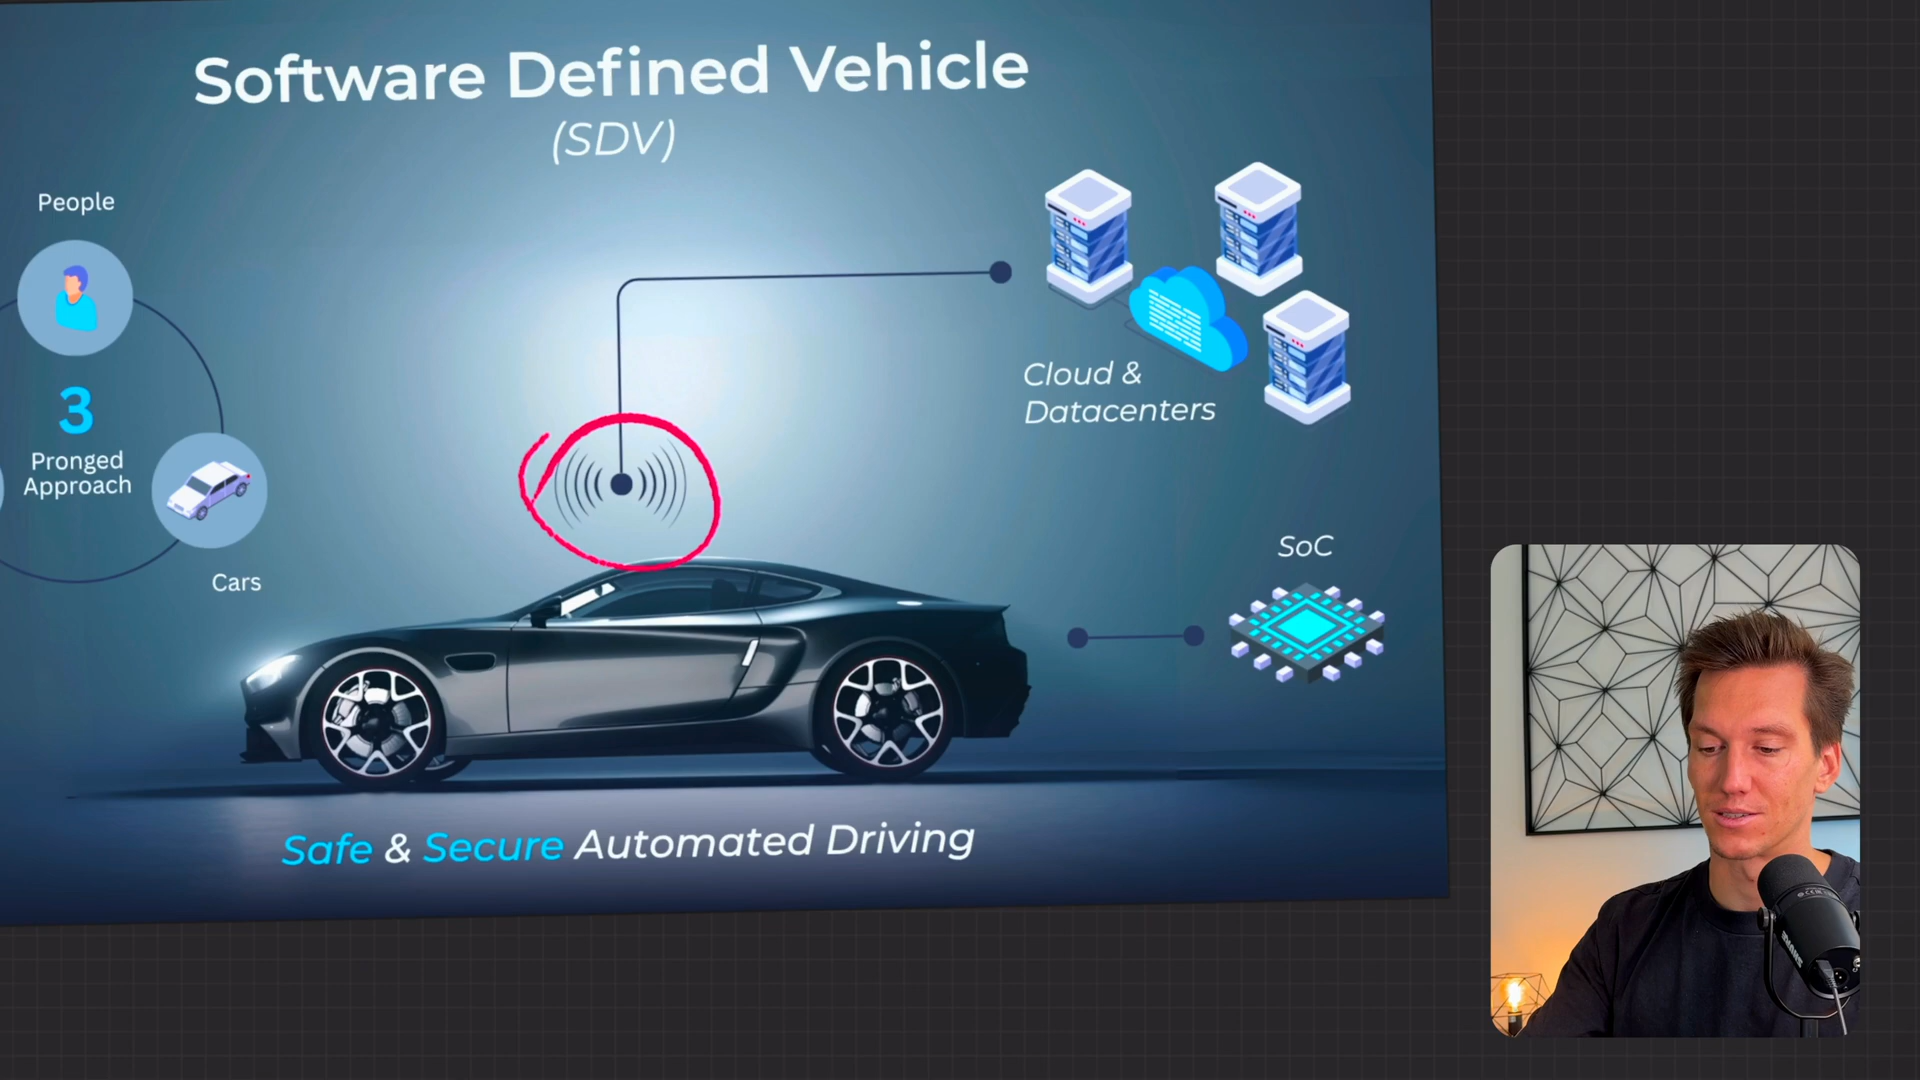 Software Defined Vehicle
(SDV)
People
3
Pronged
Approach
Cars
Cloud &
Datacenters
SoC
Safe & Secure Automated Driving